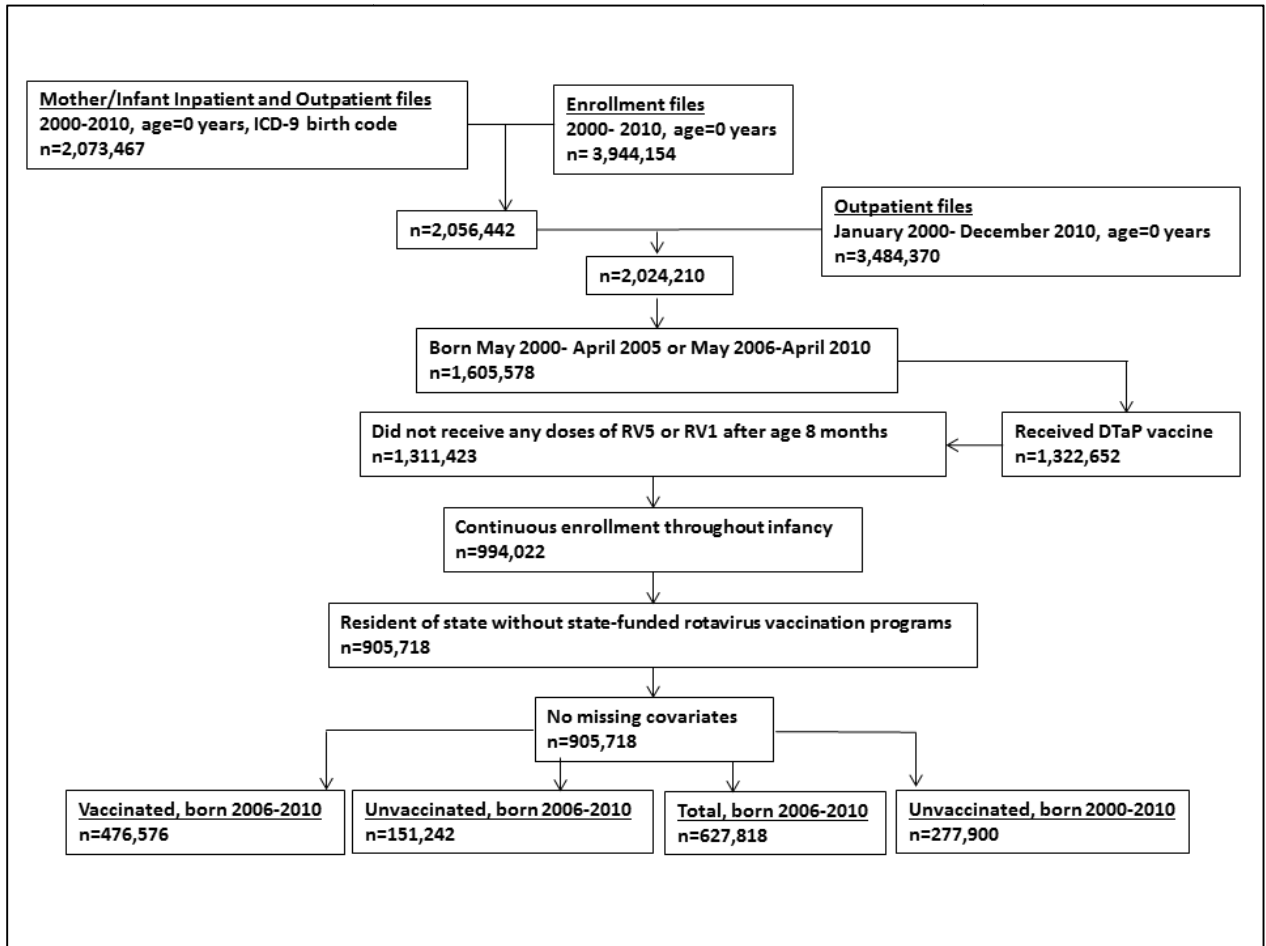 Mother/Infant Inpatient and Outpatient files
2000-2010, age=0 years, ICD-9 birth code
n=2,073,467
Enrollment files
2000- 2010, age=0 years
n= 3,944,154
n=2,056,442
Outpatient files
January 2000- December 2010, age=0 years
n=3,484,370
n=2,024,210
Born May 2000- April 2005 or May 2006-April 2010
n=1,605,578
Received DTaP vaccine
n=1,322,652
Did not receive any doses of RV5 or RV1 after age 8 months
n=1,311,423
Continuous enrollment throughout infancy
n=994,022
Resident of state without state-funded rotavirus vaccination programs
n=905,718
No missing covariates
n=905,718
Vaccinated, born 2006-2010
n=476,576
Unvaccinated, born 2006-2010
n=151,242
Total, born 2006-2010
n=627,818
Unvaccinated, born 2000-2010
n=277,900